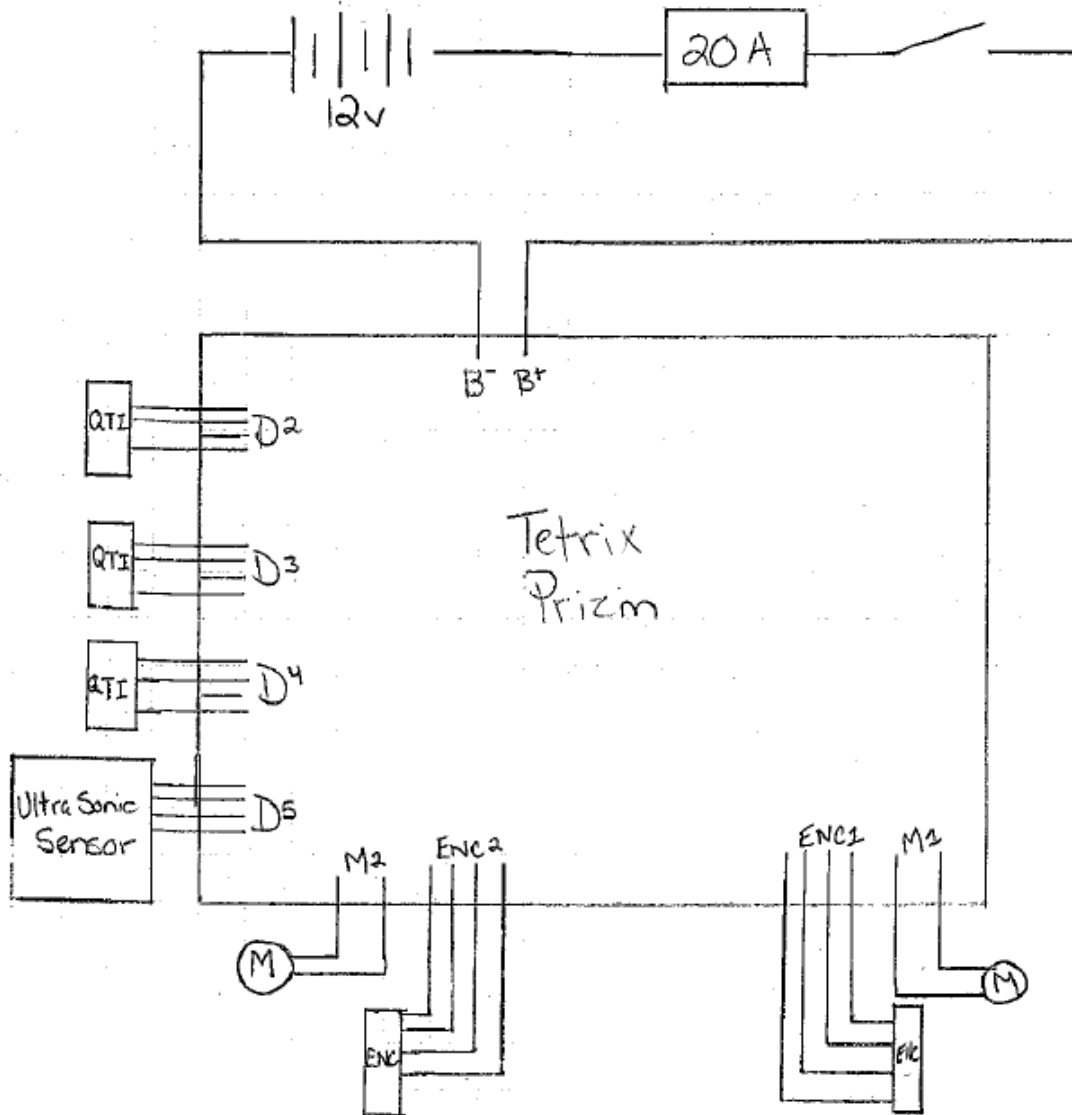 20A
12v
B- B+
QTI
D2
QTI
D3
Tetrix
Prizm
QTI
D4
Ultra Sonic
Sensor
D5
M2
ENC2
ENC1
M1
M
M
ENC
ENC